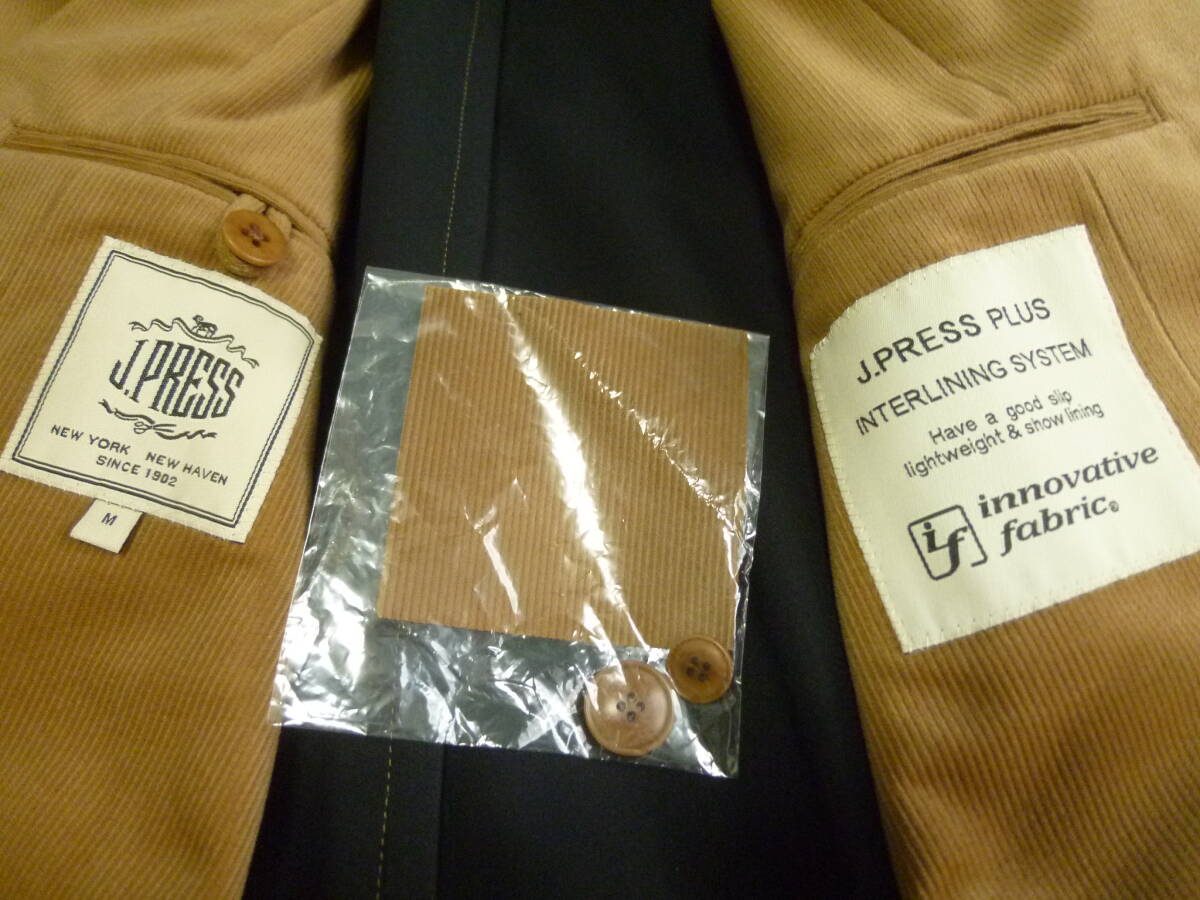 J.PRESS
NEW YORK NEW HAVEN
SINCE 1902
M
J.PRESS PLUS
INTERLINING SYSTEM
Have a good slip
lightweight & show lining
if innovative
fabric®